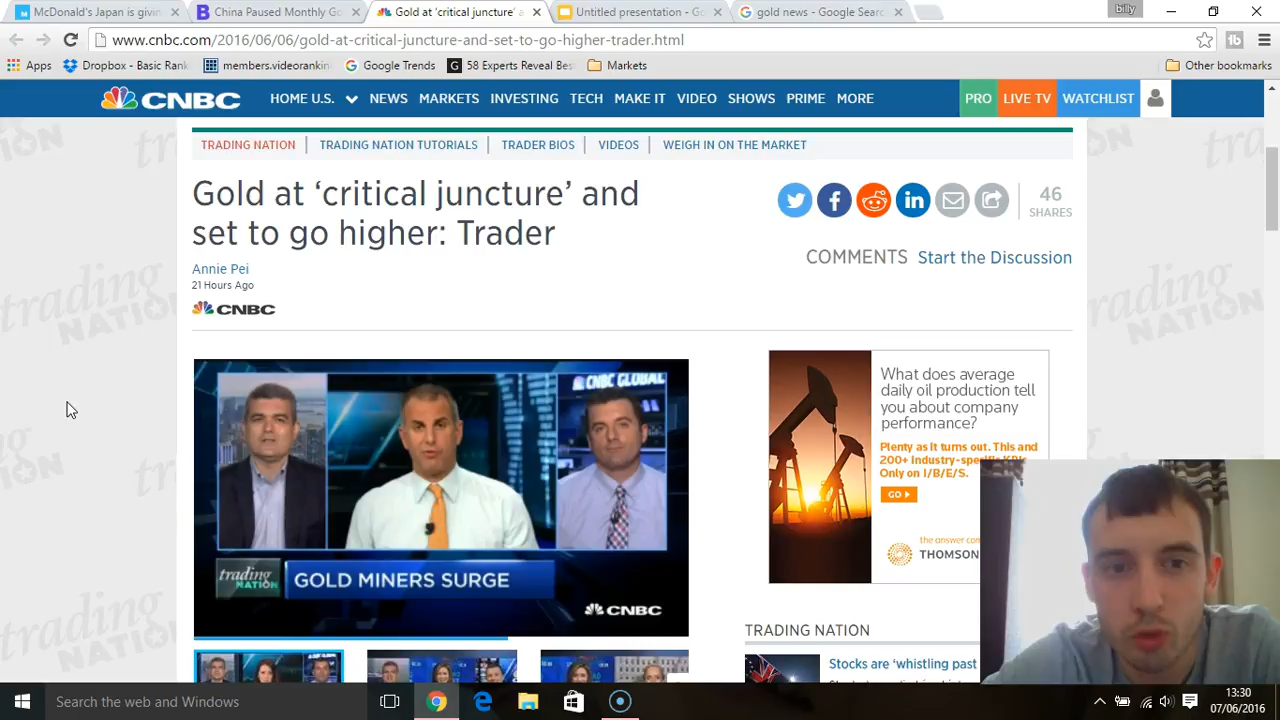 McDonald's Japan is givin
China Paused Monthly Go
Gold at 'critical juncture' a
Untitled presentation - Go
gold news - Google Searc
billy
www.cnbc.com/2016/06/06/gold-at-critical-juncture-and-set-to-go-higher-trader.html
Apps
Dropbox - Basic Rank
members.videorankin
Google Trends
58 Experts Reveal Bes
Markets
Other bookmarks
CNBC
HOME U.S.
NEWS
MARKETS
INVESTING
TECH
MAKE IT
VIDEO
SHOWS
PRIME
MORE
PRO
LIVE TV
WATCHLIST
TRADING NATION
TRADING NATION TUTORIALS
TRADER BIOS
VIDEOS
WEIGH IN ON THE MARKET
Gold at 'critical juncture' and
set to go higher: Trader
46
SHARES
COMMENTS Start the Discussion
Annie Pei
21 Hours Ago
CNBC
CNBC GLOBAL
trading
NATION
GOLD MINERS SURGE
CNBC
What does average
daily oil production tell
you about company
performance?
Plenty as it turns out. This and
200+ Industry-specific
Only on I/B/E/S.
GO
the answer com
THOMSON
TRADING NATION
Stocks are 'whistling past
trading
NATION
Search the web and Windows
13:30
07/06/2016